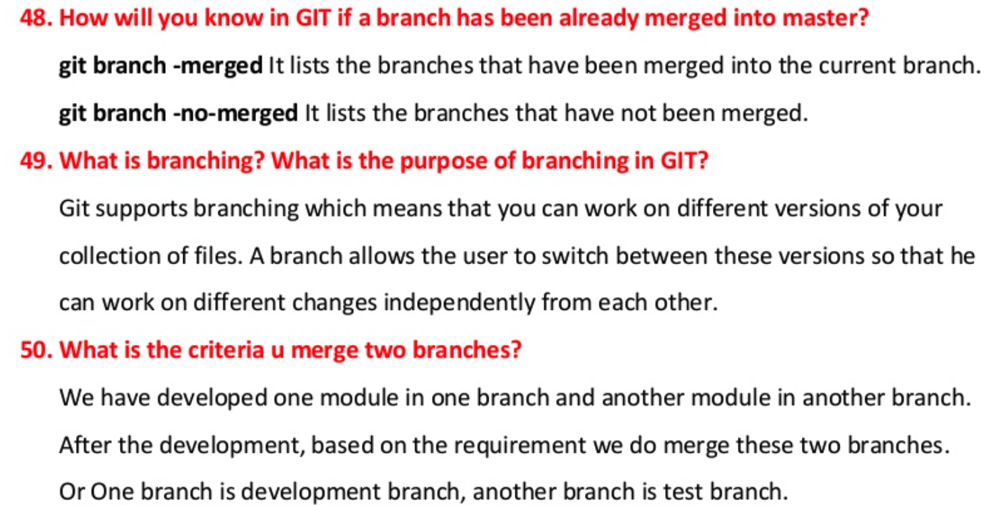 48. How will you know in GIT if a branch has been already merged into master?
git branch -merged It lists the branches that have been merged into the current branch.
git branch -no-merged It lists the branches that have not been merged.
49. What is branching? What is the purpose of branching in GIT?
Git supports branching which means that you can work on different versions of your
collection of files. A branch allows the user to switch between these versions so that he
can work on different changes independently from each other.
50. What is the criteria u merge two branches?
We have developed one module in one branch and another module in another branch.
After the development, based on the requirement we do merge these two branches.
Or One branch is development branch, another branch is test branch.